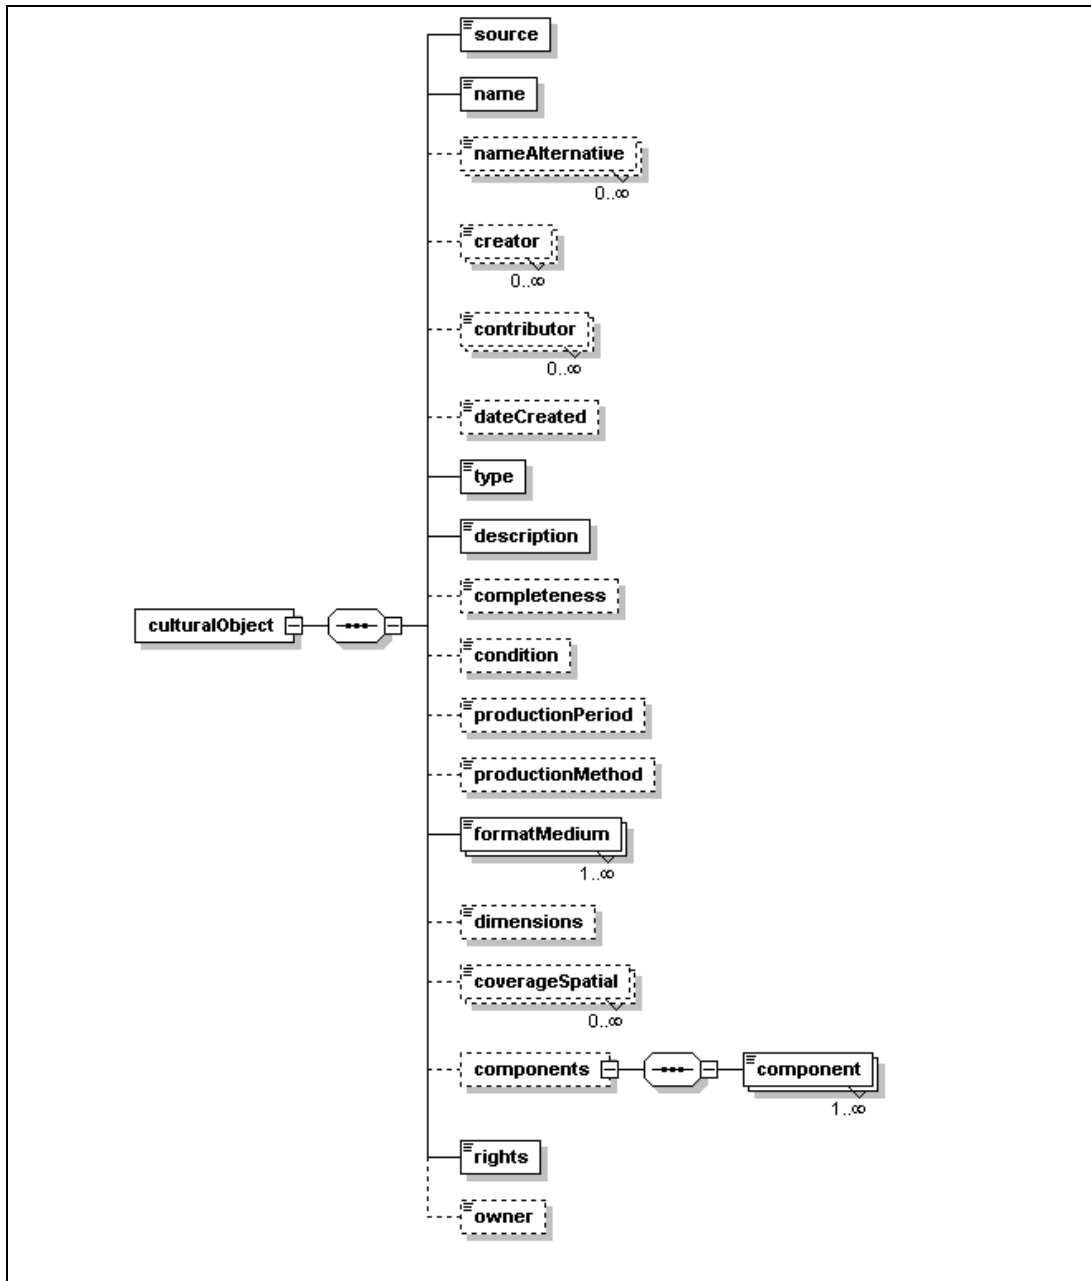 source
name
nameAlternative
0..∞
creator
0..∞
contributor
0..∞
dateCreated
type
description
completeness
culturalObject
condition
productionPeriod
productionMethod
formatMedium
1..∞
dimensions
coverageSpatial
0..∞
components
component
1..∞
rights
owner